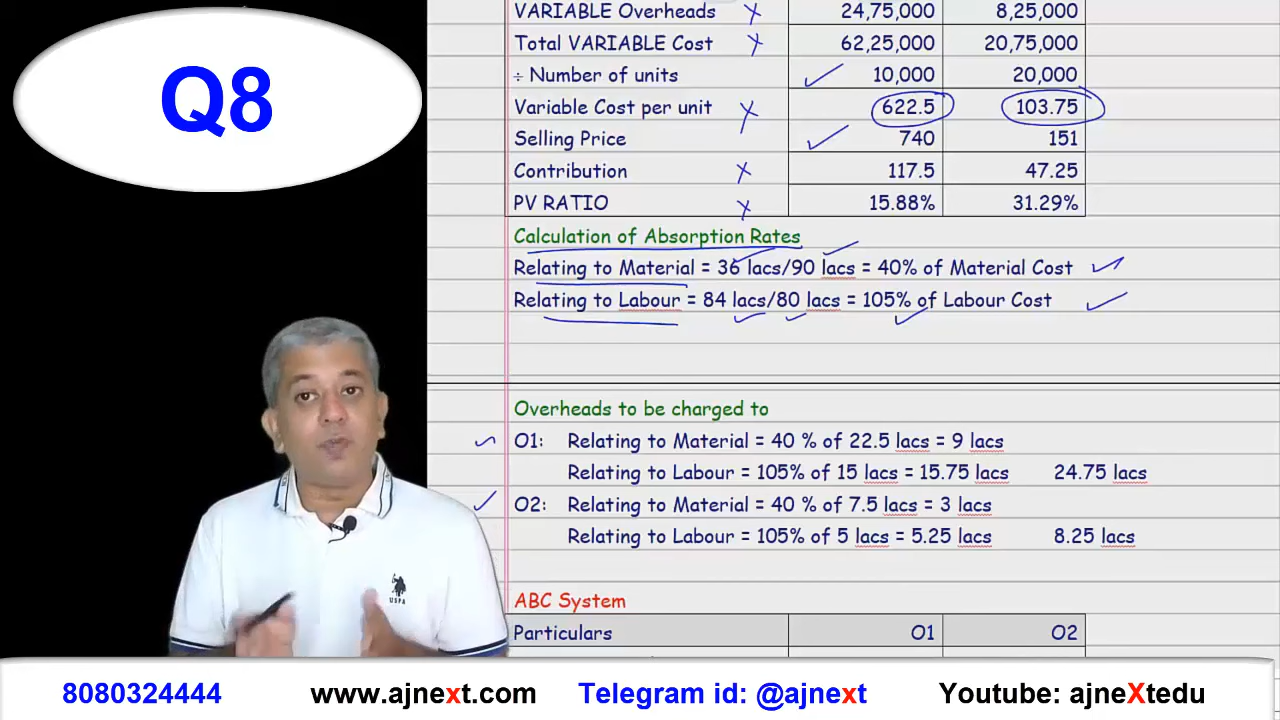 Q8
VARIABLE Overheads 24,75,000 8,25,000
Total VARIABLE Cost 62,25,000 20,75,000
÷ Number of units 10,000 20,000
Variable Cost per unit 622.5 103.75
Selling Price 740 151
Contribution 117.5 47.25
PV RATIO 15.88% 31.29%
Calculation of Absorption Rates
Relating to Material = 36 lacs/90 lacs = 40% of Material Cost
Relating to Labour = 84 lacs/80 lacs = 105% of Labour Cost
Overheads to be charged to
O1: Relating to Material = 40 % of 22.5 lacs = 9 lacs
Relating to Labour = 105% of 15 lacs = 15.75 lacs 24.75 lacs
O2: Relating to Material = 40 % of 7.5 lacs = 3 lacs
Relating to Labour = 105% of 5 lacs = 5.25 lacs 8.25 lacs
ABC System
Particulars O1 O2
USPA
8080324444 www.ajnext.com Telegram id: @ajnext Youtube: ajneXtedu